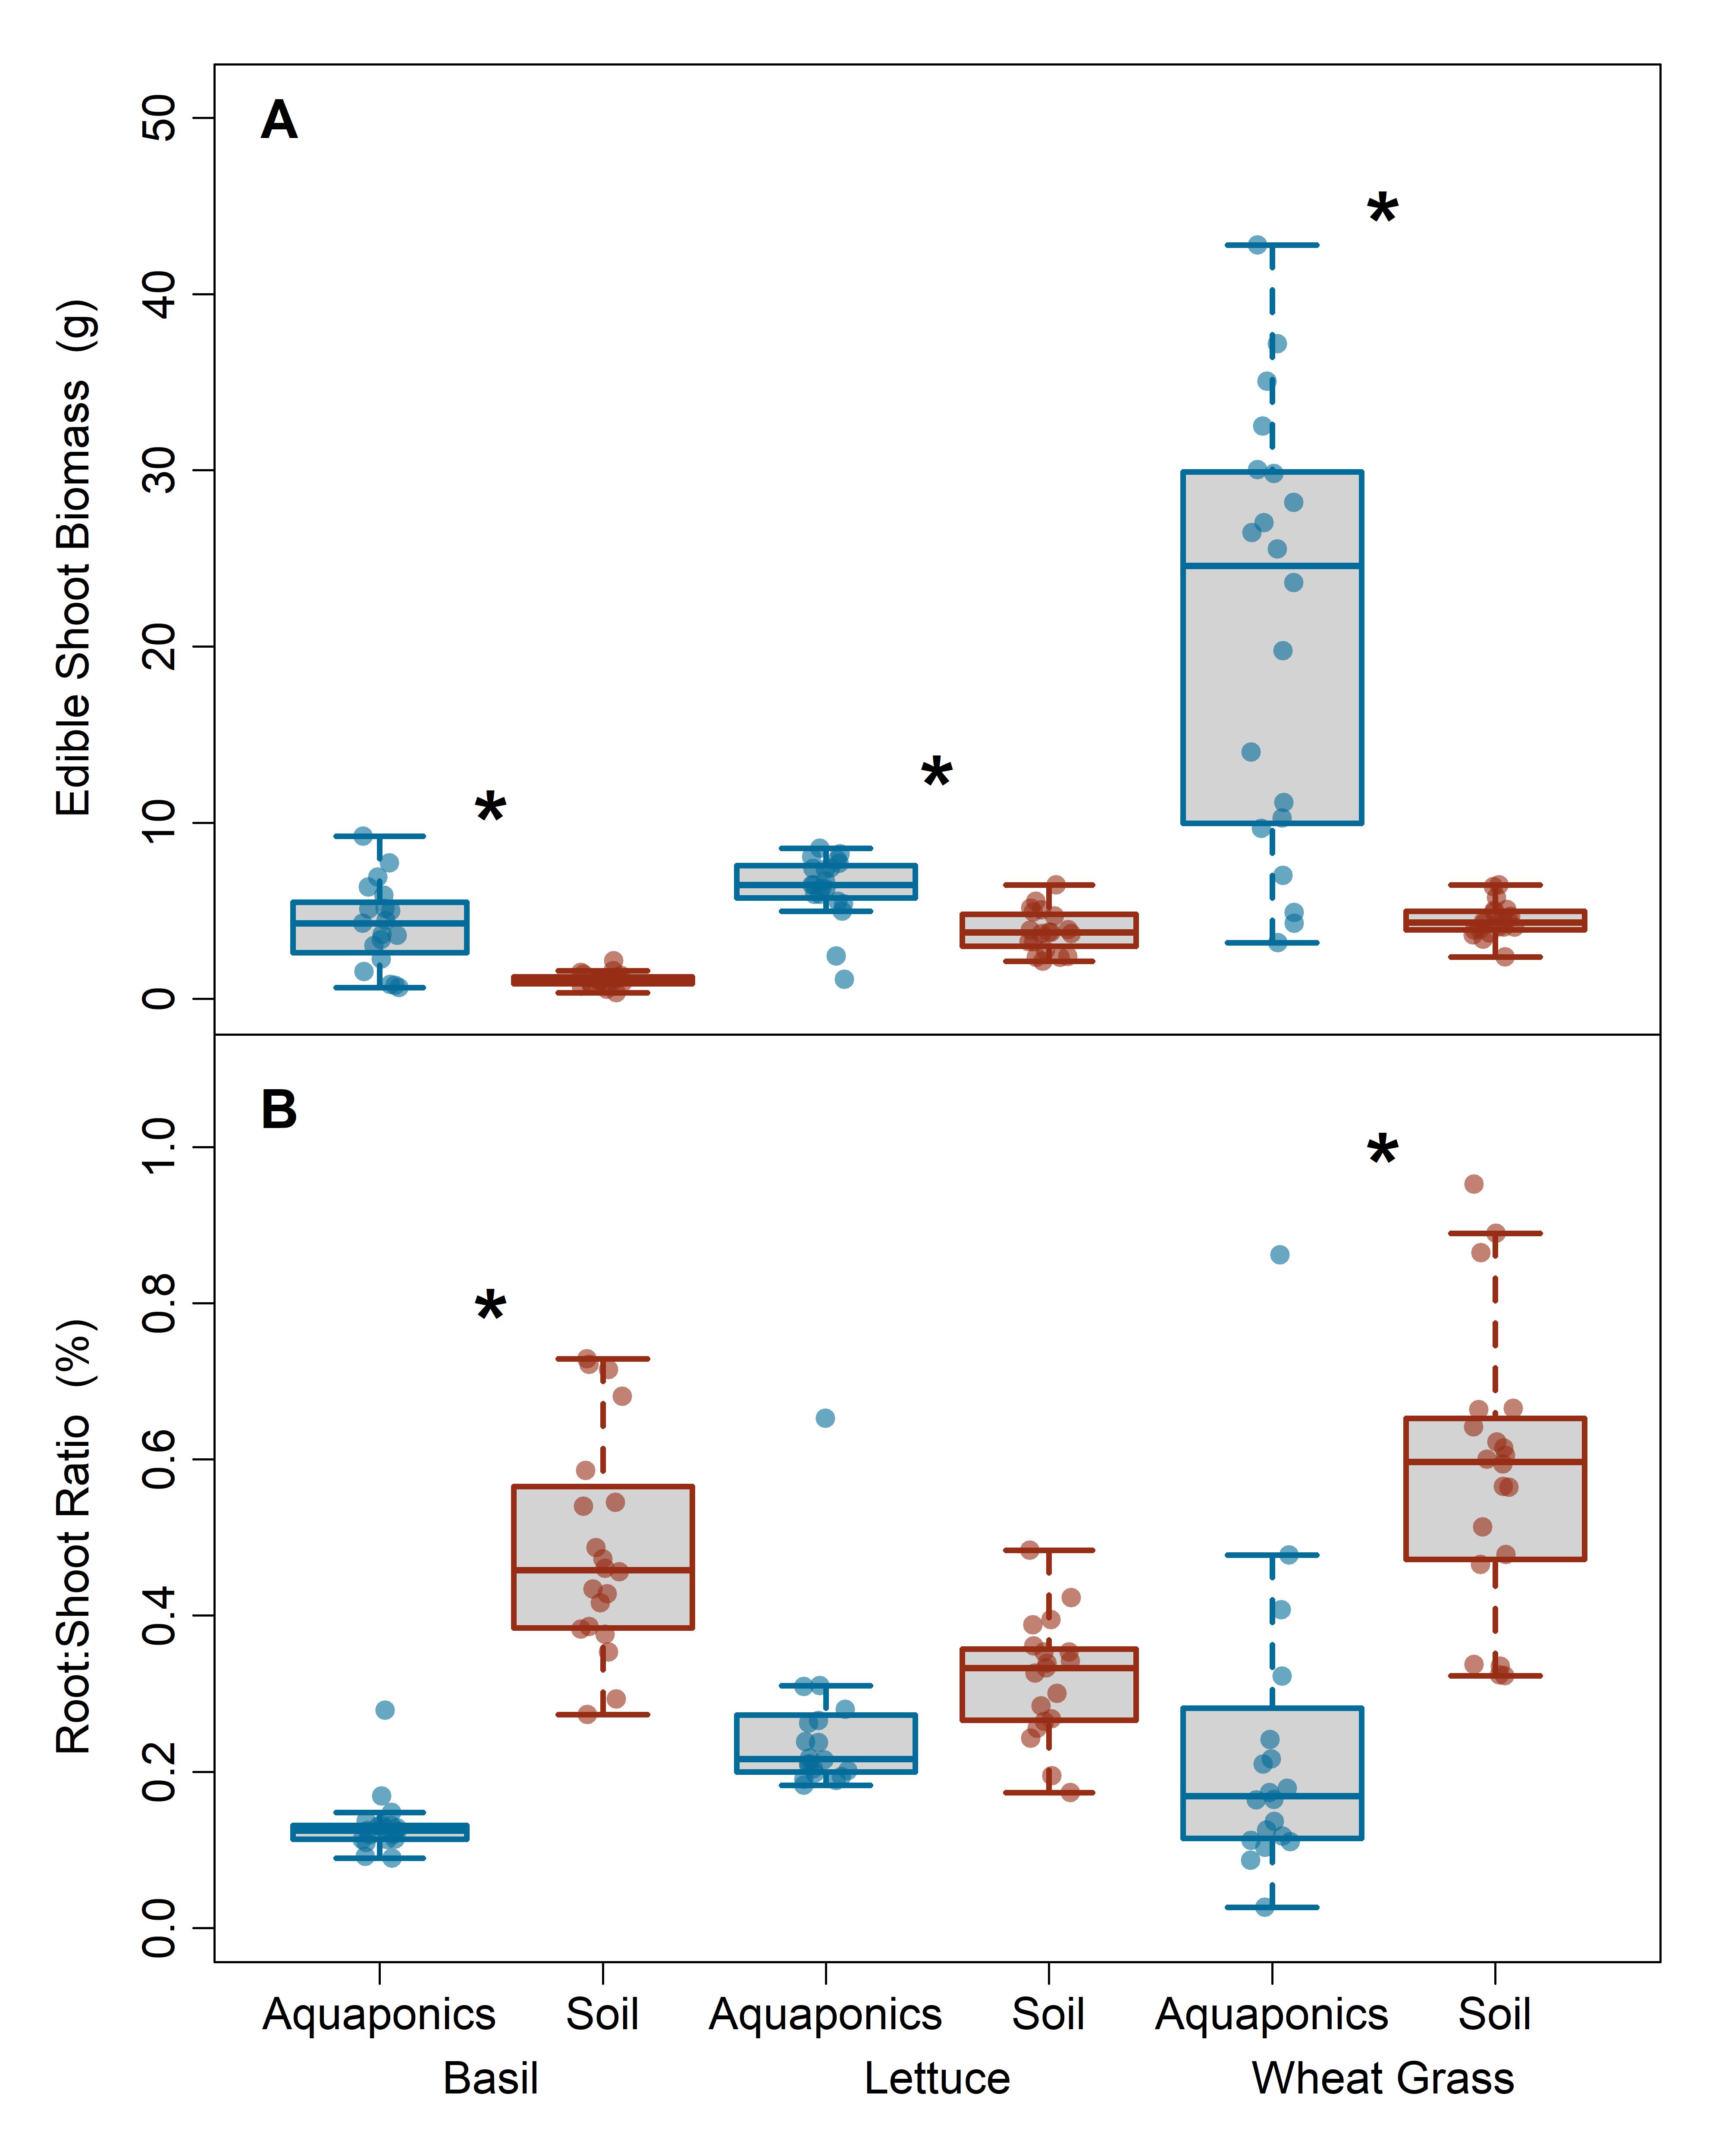 A
50
40
30
20
10
0
Edible Shoot Biomass (g)
*
*
*
B
1.0
0.8
0.6
0.4
0.2
0.0
Root:Shoot Ratio (%)
*
*
Aquaponics Soil Aquaponics Soil Aquaponics Soil
Basil Lettuce Wheat Grass